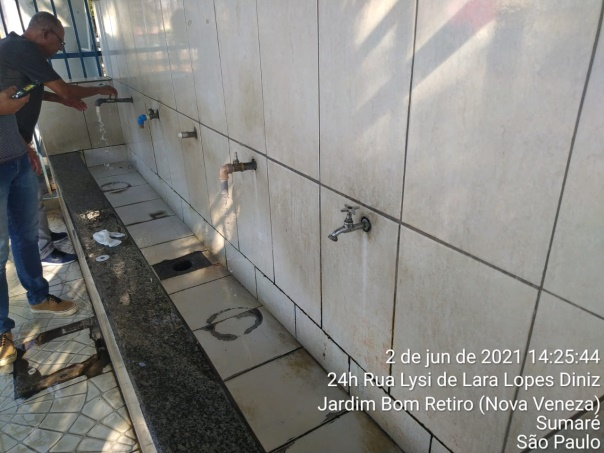 2 de jun de 2021 14:25:44
24h Rua Lysi de Lara Lopes Diniz
Jardim Bom Retiro (Nova Veneza)
Sumaré
São Paulo